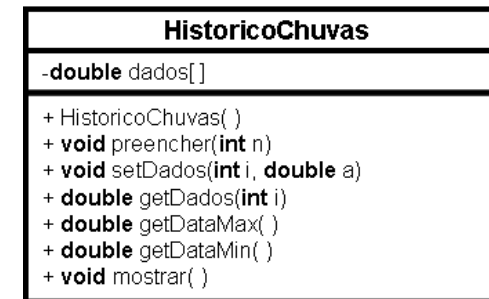 HistoricoChuvas
-double dados[ ]
+ HistoricoChuvas( )
+ void preencher(int n)
+ void setDados(int i, double a)
+ double getDados(int i)
+ double getDataMax( )
+ double getDataMin( )
+ void mostrar( )